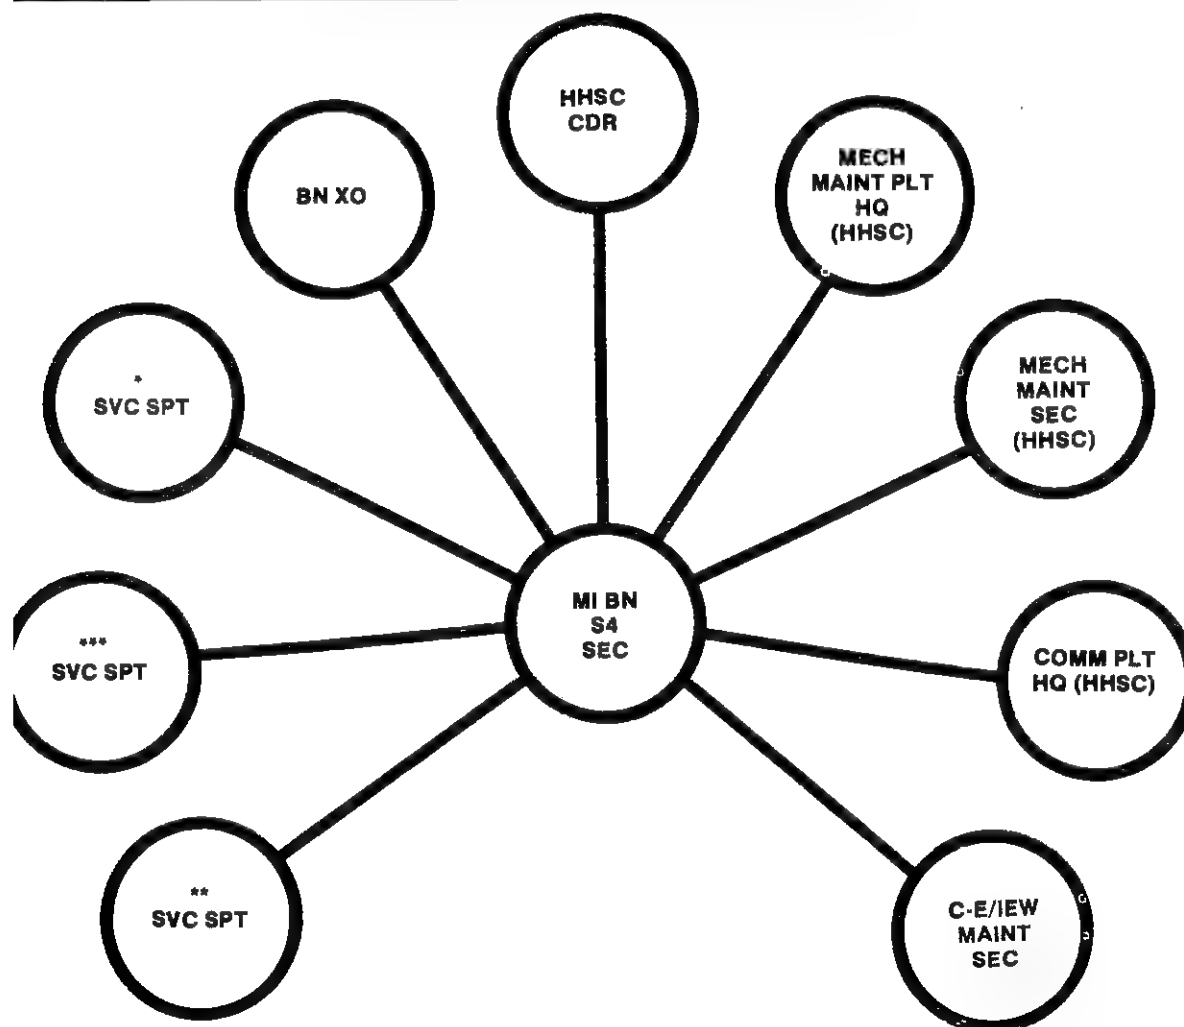 HHSC
CDR
BN XO
MECH
MAINT PLT
HQ
(HHSC)
*
SVC SPT
MECH
MAINT
SEC
(HHSC)
MI BN
S4
SEC
***
SVC SPT
COMM PLT
HQ (HHSC)
**
SVC SPT
C-E/IEW
MAINT
SEC